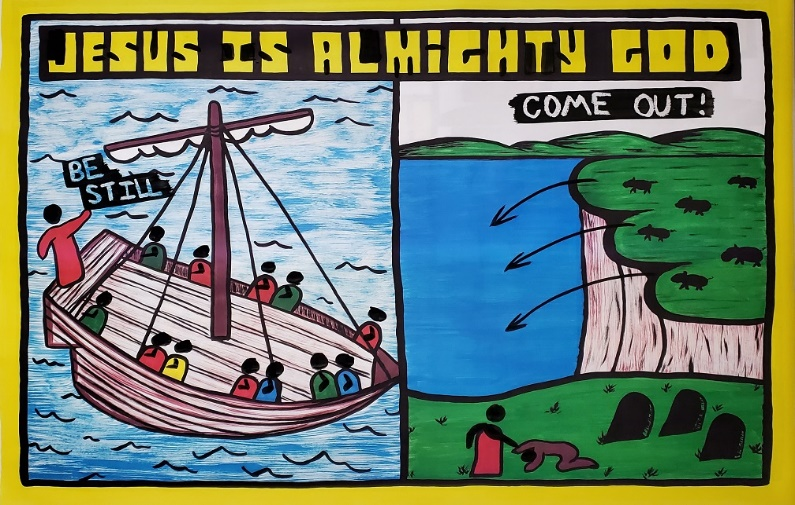 JESUS IS ALMiGHTY GOD
COME OUT!
BE
STILL